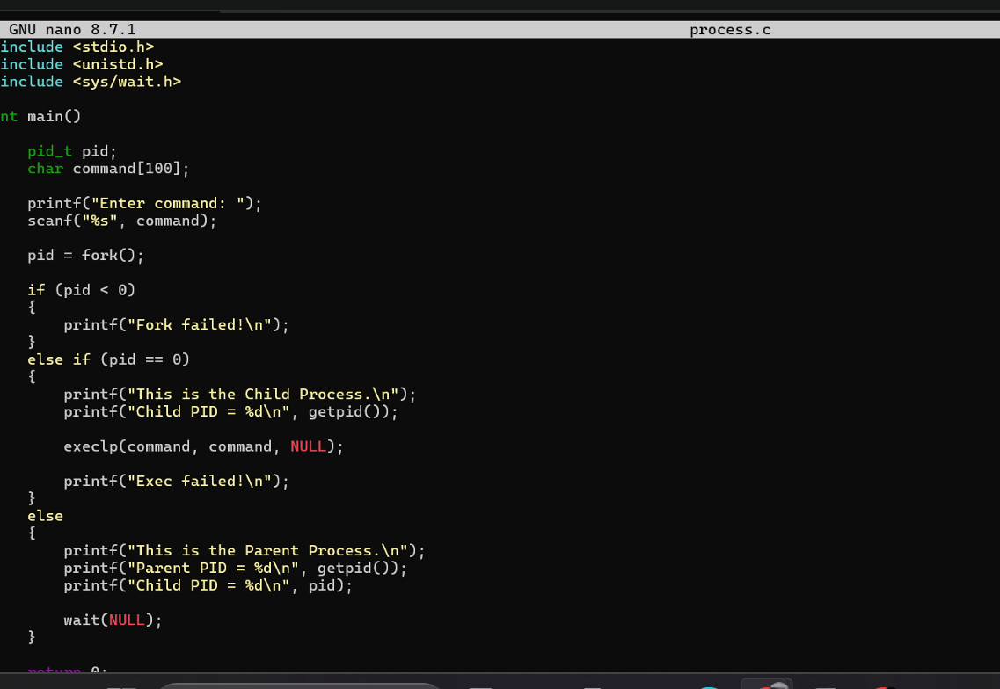 GNU nano 8.7.1 process.c
include <stdio.h>
include <unistd.h>
include <sys/wait.h>
nt main()
pid_t pid;
char command[100];
printf("Enter command: ");
scanf("%s", command);
pid = fork();
if (pid < 0)
{
printf("Fork failed!\n");
}
else if (pid == 0)
{
printf("This is the Child Process.\n");
printf("Child PID = %d\n", getpid());
execlp(command, command, NULL);
printf("Exec failed!\n");
}
else
{
printf("This is the Parent Process.\n");
printf("Parent PID = %d\n", getpid());
printf("Child PID = %d\n", pid);
wait(NULL);
}
return 0;